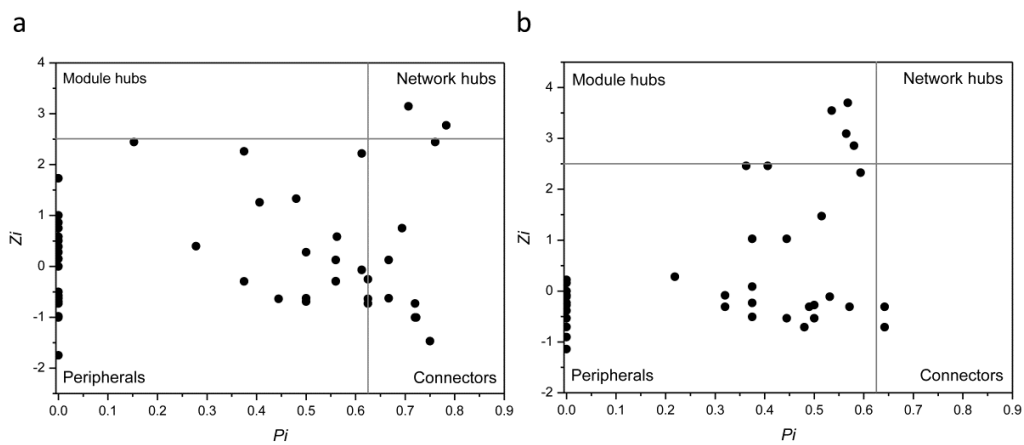 a
Module hubs
Network hubs
Peripherals
Connectors
4
3
2
1
0
-1
-2
Zi
0.0 0.1 0.2 0.3 0.4 0.5 0.6 0.7 0.8 0.9
Pi
b
Module hubs
Network hubs
Peripherals
Connectors
4
3
2
1
0
-1
-2
Zi
0.0 0.1 0.2 0.3 0.4 0.5 0.6 0.7 0.8 0.9
Pi